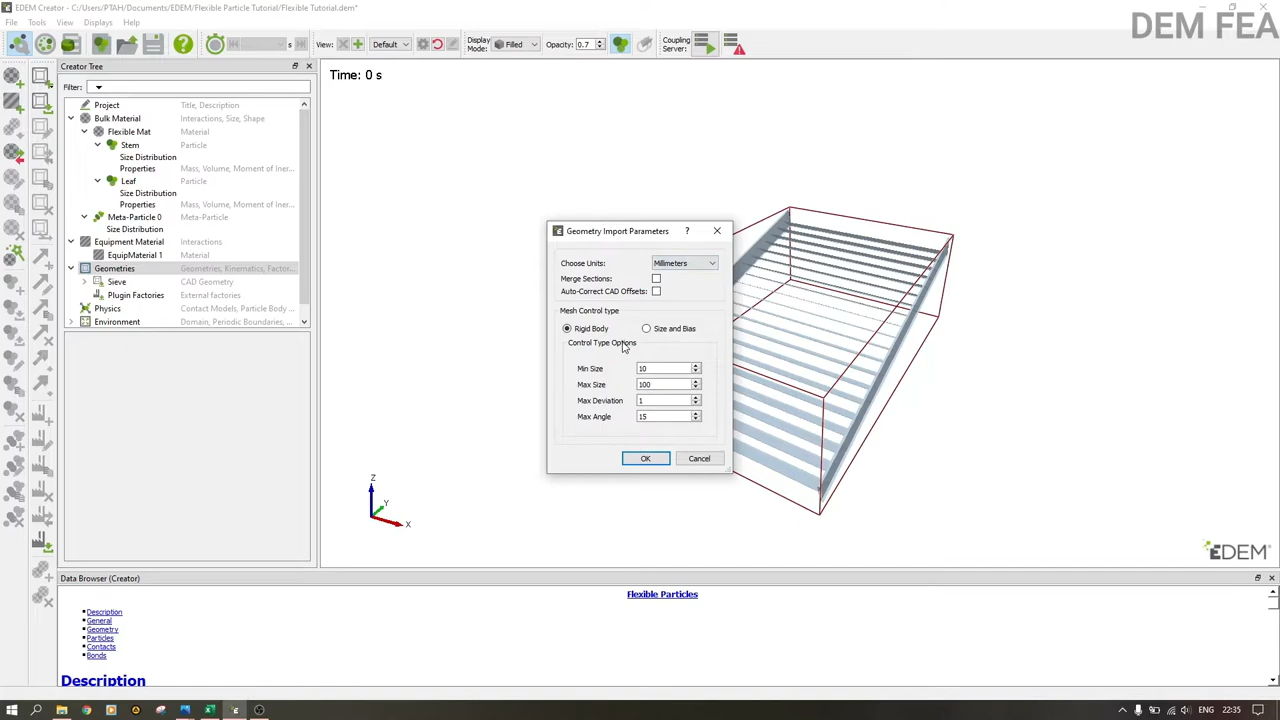 EDEM Creator - C:/Users/PTAH/Documents/EDEM/Flexible Particle Tutorial/Flexible Tutorial.dem*
DEM FEA
File Tools View Displays Help
s View: Default Display Mode: Filled Opacity: 0.7 Coupling Server:
Creator Tree
Time: 0 s
Filter:
Project Title, Description
Bulk Material Interactions, Size, Shape
Flexible Mat Material
Stem Particle
Size Distribution
Properties Mass, Volume, Moment of Iner...
Leaf Particle
Size Distribution
Properties Mass, Volume, Moment of Iner...
Meta-Particle 0 Meta-Particle
Size Distribution
Equipment Material Interactions
EquipMaterial 1 Material
Geometries Geometries, Kinematics, Factor...
Sieve CAD Geometry
Plugin Factories External factories
Physics Contact Models, Particle Body ...
Environment Domain, Periodic Boundaries, ...
Geometry Import Parameters ?
Choose Units: Millimeters
Merge Sections:
Auto-Correct CAD Offsets:
Mesh Control type
Rigid Body Size and Bias
Control Type Options
Min Size 10
Max Size 100
Max Deviation 1
Max Angle 15
OK Cancel
Z
Y
X
EDEM
Data Browser (Creator)
Flexible Particles
Description
General
Geometry
Particles
Contacts
Bonds
Description
ENG 22:35